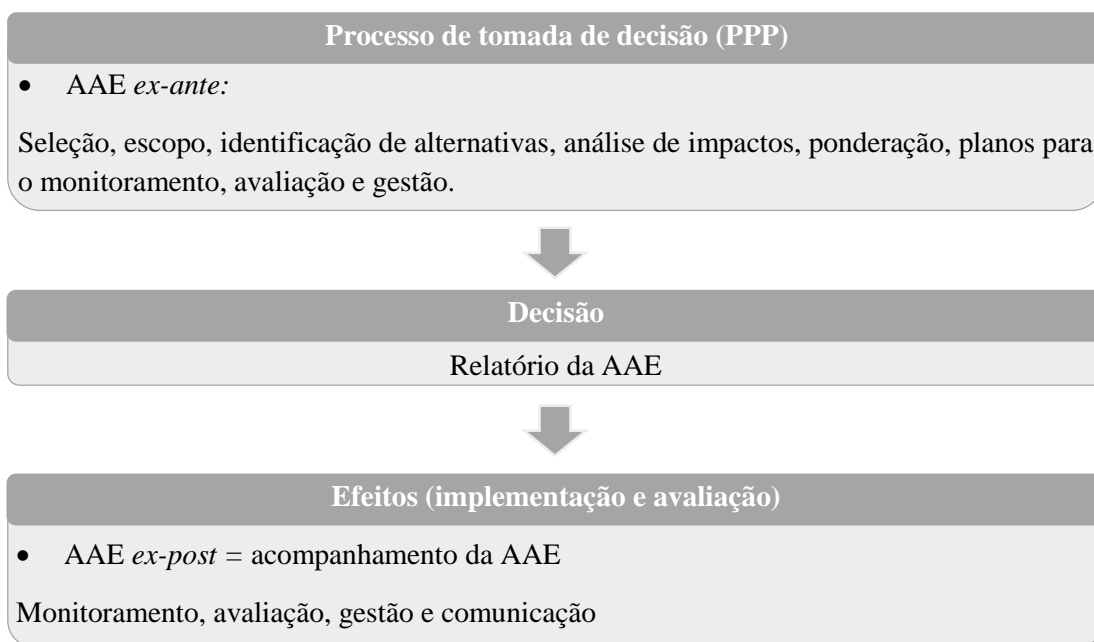 Processo de tomada de decisão (PPP)
• AAE ex-ante:
Seleção, escopo, identificação de alternativas, análise de impactos, ponderação, planos para
o monitoramento, avaliação e gestão.
Decisão
Relatório da AAE
Efeitos (implementação e avaliação)
• AAE ex-post = acompanhamento da AAE
Monitoramento, avaliação, gestão e comunicação